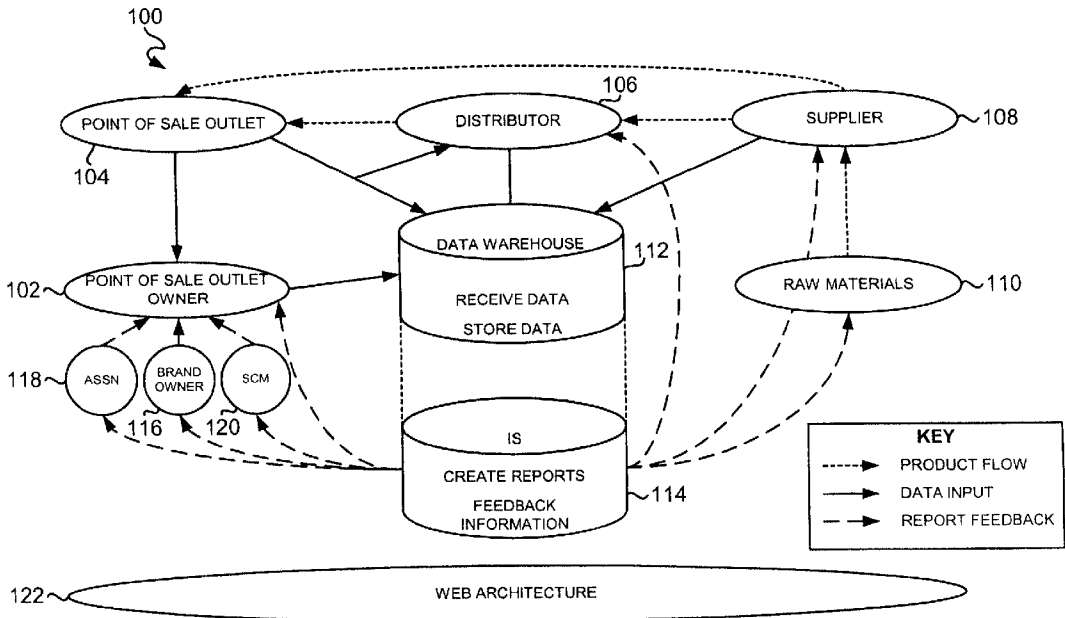 100
106
POINT OF SALE OUTLET
DISTRIBUTOR
SUPPLIER
108
104
DATA WAREHOUSE
112
102
POINT OF SALE OUTLET
OWNER
RECEIVE DATA
STORE DATA
RAW MATERIALS
110
118
ASSN
BRAND
OWNER
SCM
116
120
IS
CREATE REPORTS
FEEDBACK
INFORMATION
114
KEY
PRODUCT FLOW
DATA INPUT
REPORT FEEDBACK
122
WEB ARCHITECTURE